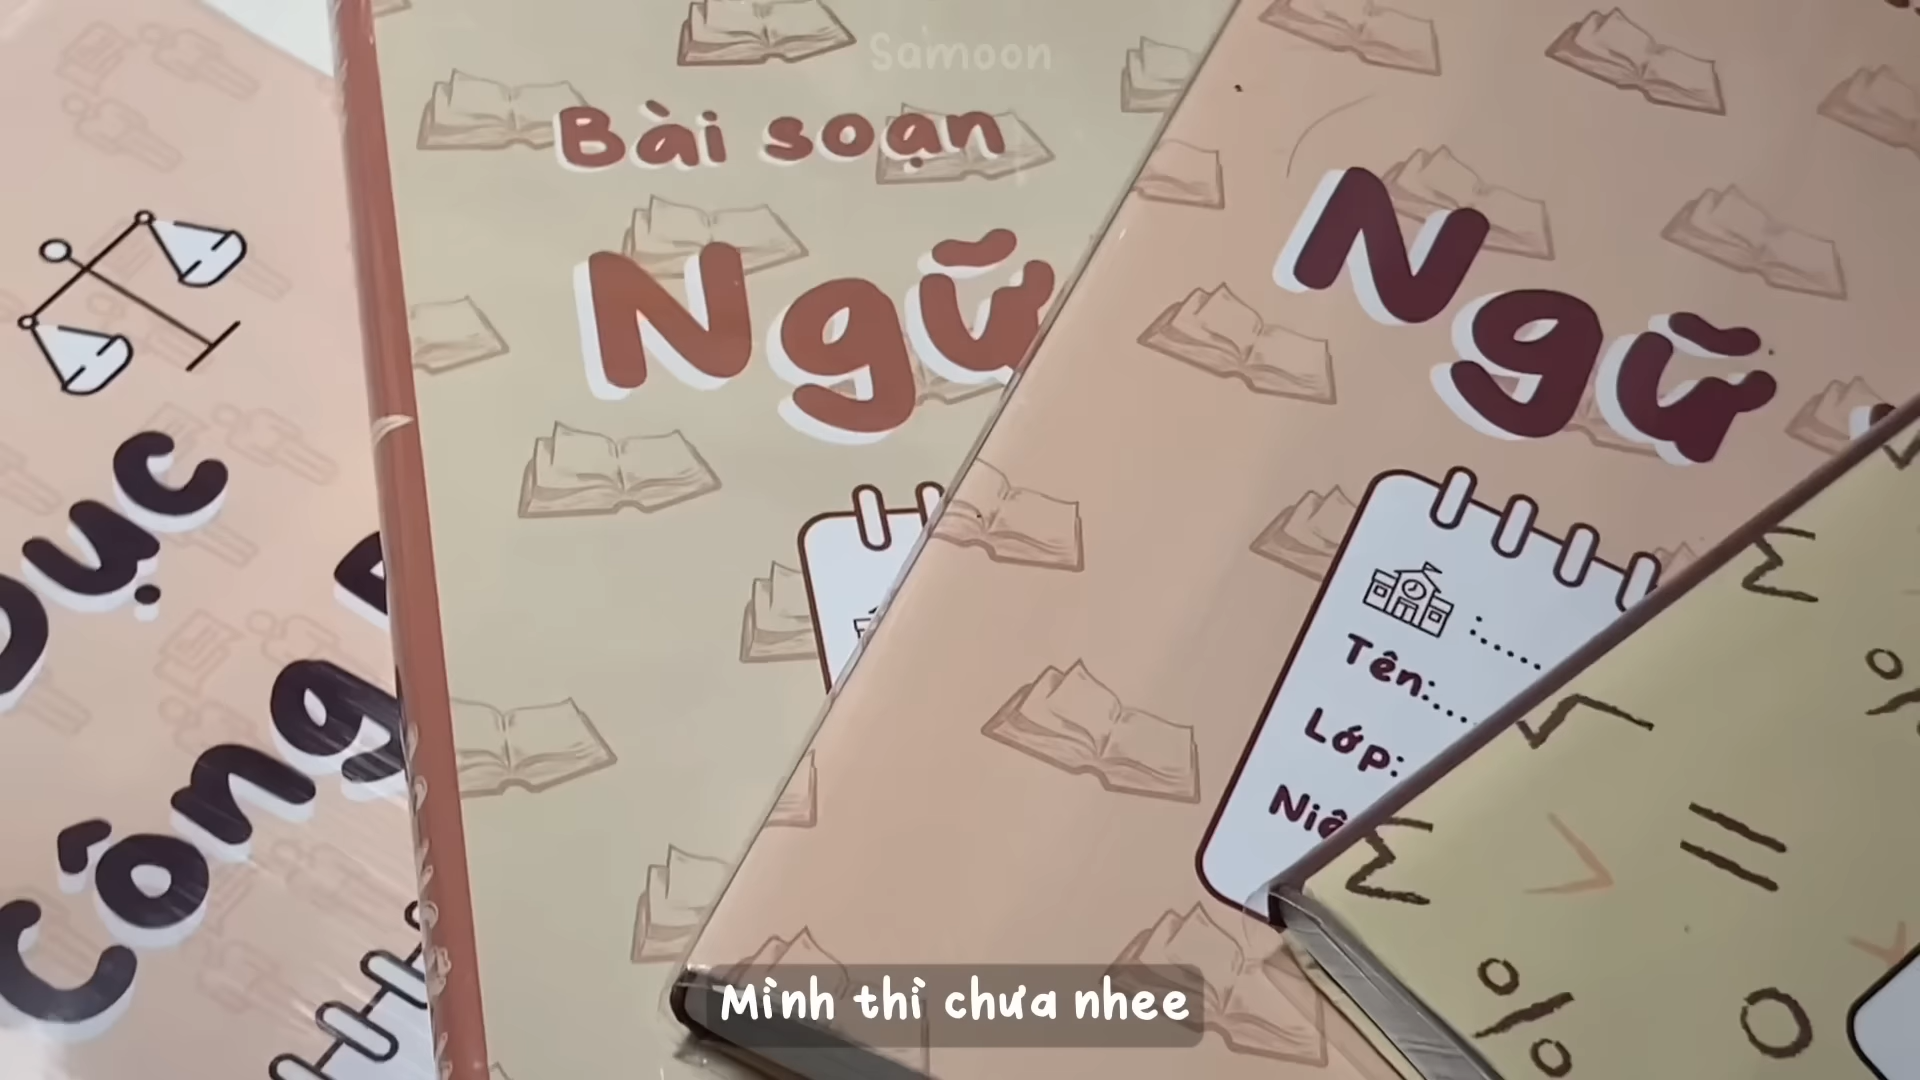 Samoon
Bài soạn
Ngữ
Ngữ
Tên:
Lớp:
Dục
Công
Mình thì chưa nhee